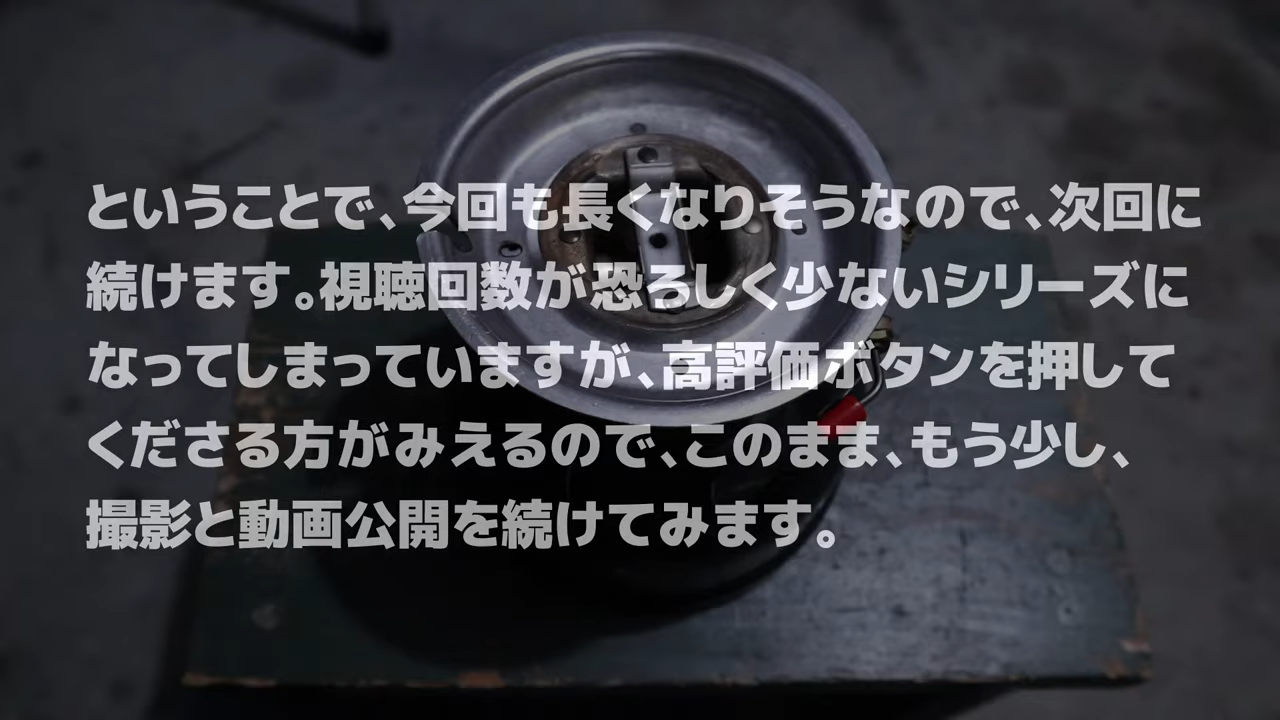 ということで、今回も長くなりそうなので、次回に
続けます。視聴回数が恐ろしく少ないシリーズに
なってしまっていますが、高評価ボタンを押して
くださる方がみえるので、このまま、もう少し、
撮影と動画公開を続けてみます。